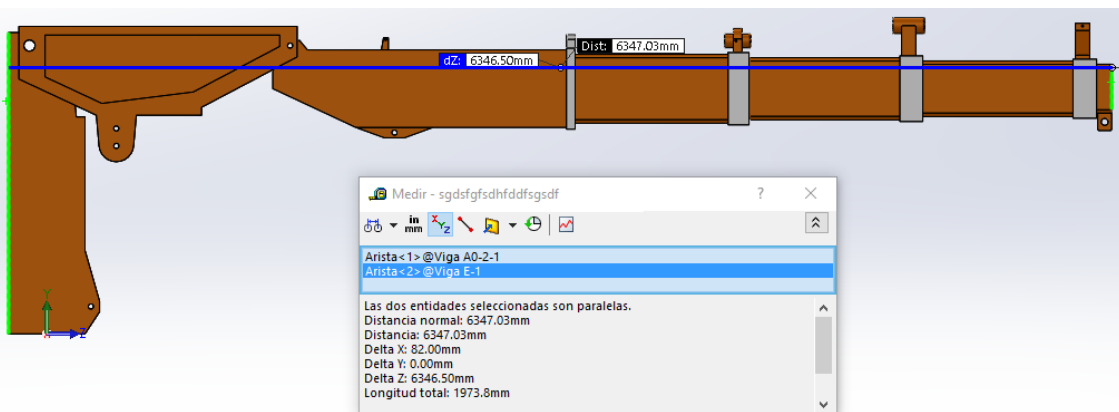 Dist: 6347.03mm
dZ: 6346.50mm
Medir - sgdsfgfsdhfddfsgsdf
?
in
mm
XYZ
Arista<1>@Viga A0-2-1
Arista<2>@Viga E-1
Las dos entidades seleccionadas son paralelas.
Distancia normal: 6347.03mm
Distancia: 6347.03mm
Delta X: 82.00mm
Delta Y: 0.00mm
Delta Z: 6346.50mm
Longitud total: 1973.8mm
Y
Z